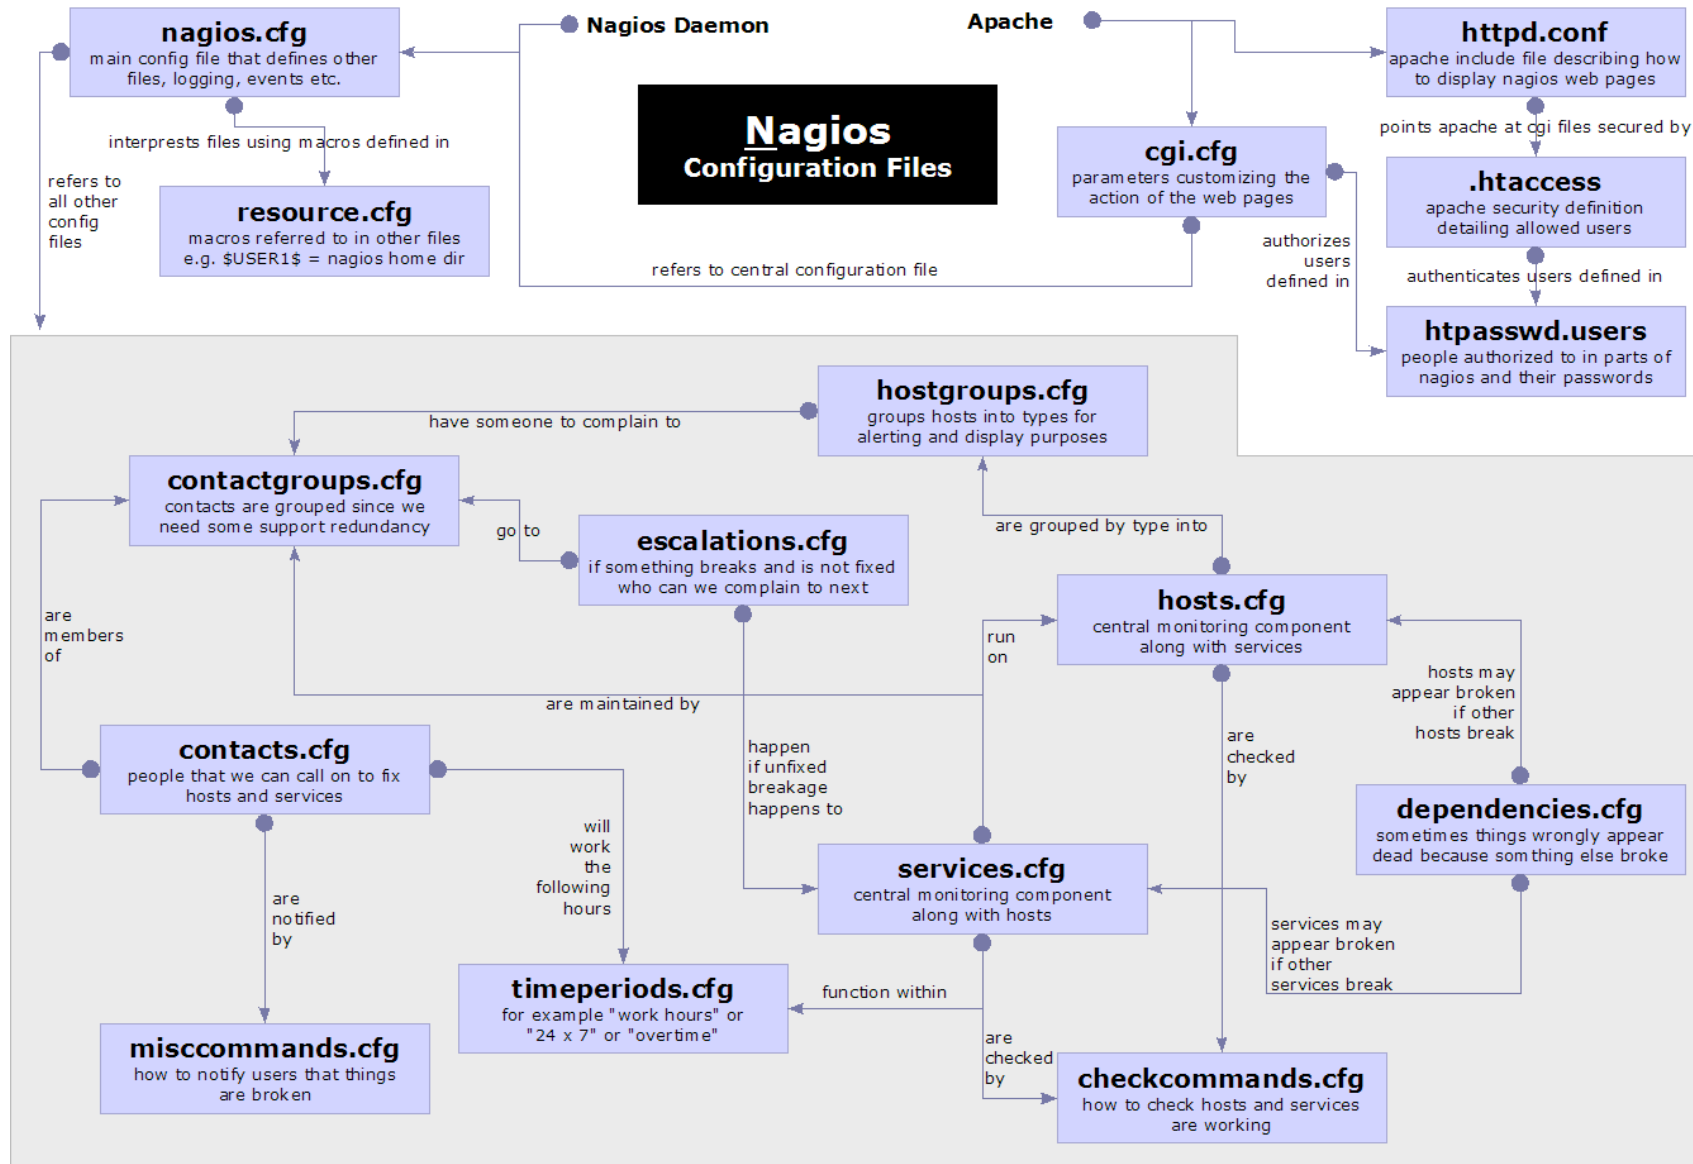 nagios.cfg
main config file that defines other
files, logging, events etc.
Nagios Daemon
Apache
httpd.conf
apache include file describing how
to display nagios web pages
Nagios
Configuration Files
interprests files using macros defined in
points apache at cgi files secured by
cgi.cfg
parameters customizing the
action of the web pages
refers to
all other
config
files
resource.cfg
macros referred to in other files
e.g. $USER1$ = nagios home dir
.htaccess
apache security definition
detailing allowed users
refers to central configuration file
authorizes
users
defined in
authenticates users defined in
htpasswd.users
people authorized to in parts of
nagios and their passwords
hostgroups.cfg
groups hosts into types for
alerting and display purposes
have someone to complain to
contactgroups.cfg
contacts are grouped since we
need some support redundancy
go to
escalations.cfg
if something breaks and is not fixed
who can we complain to next
are grouped by type into
hosts.cfg
central monitoring component
along with services
are
members
of
run
on
hosts may
appear broken
if other
hosts break
are maintained by
contacts.cfg
people that we can call on to fix
hosts and services
happen
if unfixed
breakage
happens to
are
checked
by
dependencies.cfg
sometimes things wrongly appear
dead because somthing else broke
will
work
the
following
hours
services.cfg
central monitoring component
along with hosts
are
notified
by
services may
appear broken
if other
services break
timeperiods.cfg
for example "work hours" or
"24 x 7" or "overtime"
function within
misccommands.cfg
how to notify users that things
are broken
are
checked
by
checkcommands.cfg
how to check hosts and services
are working